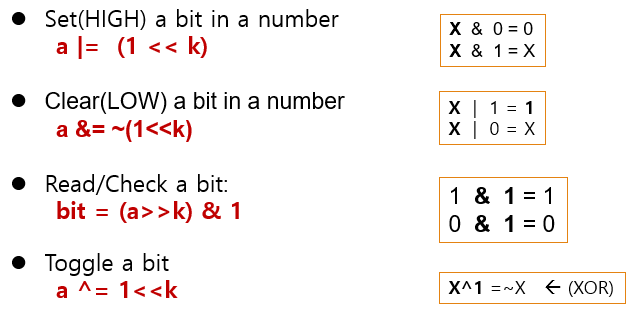 ● Set(HIGH) a bit in a number
a |= (1 << k)
X & 0 = 0
X & 1 = X
● Clear(LOW) a bit in a number
a &= ~(1<<k)
X | 1 = 1
X | 0 = X
● Read/Check a bit:
bit = (a>>k) & 1
1 & 1 = 1
0 & 1 = 0
● Toggle a bit
a ^= 1<<k
X^1 =~X ← (XOR)